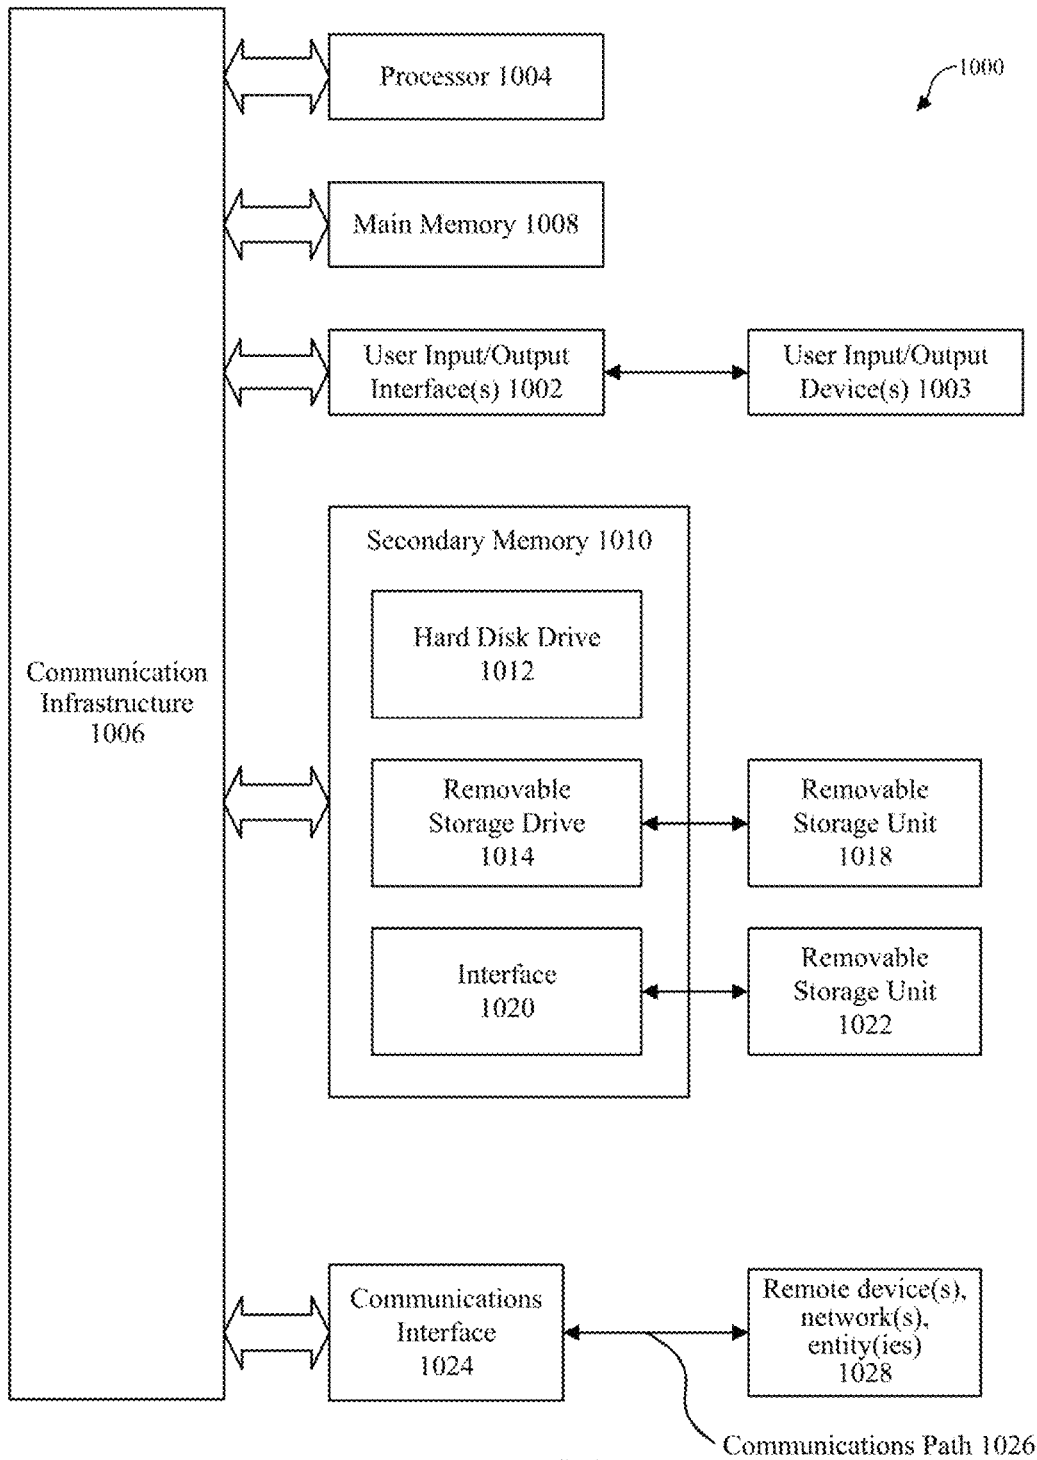 Processor 1004
1000
Main Memory 1008
User Input/Output
Interface(s) 1002
User Input/Output
Device(s) 1003
Secondary Memory 1010
Hard Disk Drive
1012
Communication
Infrastructure
1006
Removable
Storage Drive
1014
Removable
Storage Unit
1018
Interface
1020
Removable
Storage Unit
1022
Communications
Interface
1024
Remote device(s),
network(s),
entity(ies)
1028
Communications Path 1026